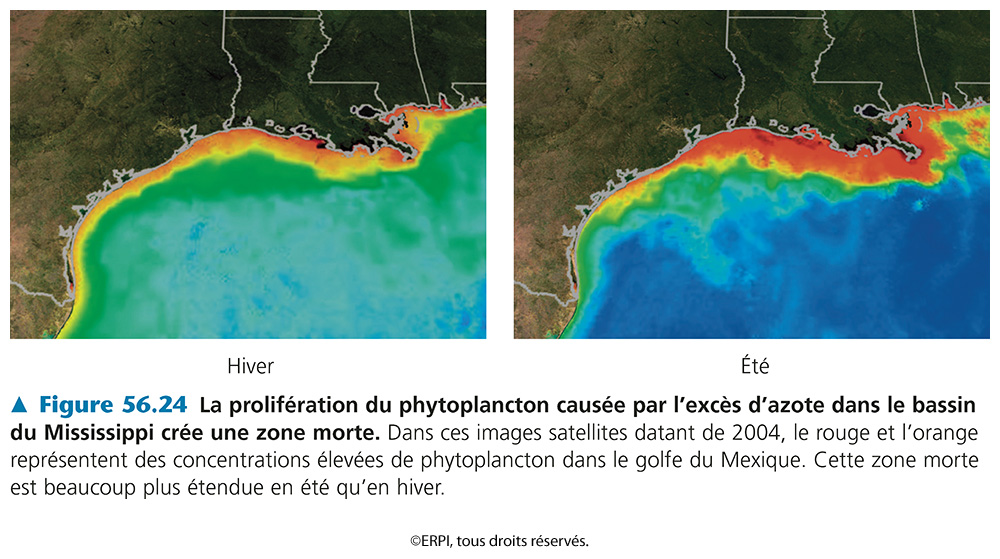 Hiver
Été
▲ Figure 56.24 La prolifération du phytoplancton causée par l’excès d’azote dans le bassin
du Mississippi crée une zone morte. Dans ces images satellites datant de 2004, le rouge et l’orange
représentent des concentrations élevées de phytoplancton dans le golfe du Mexique. Cette zone morte
est beaucoup plus étendue en été qu’en hiver.
©ERPI, tous droits réservés.